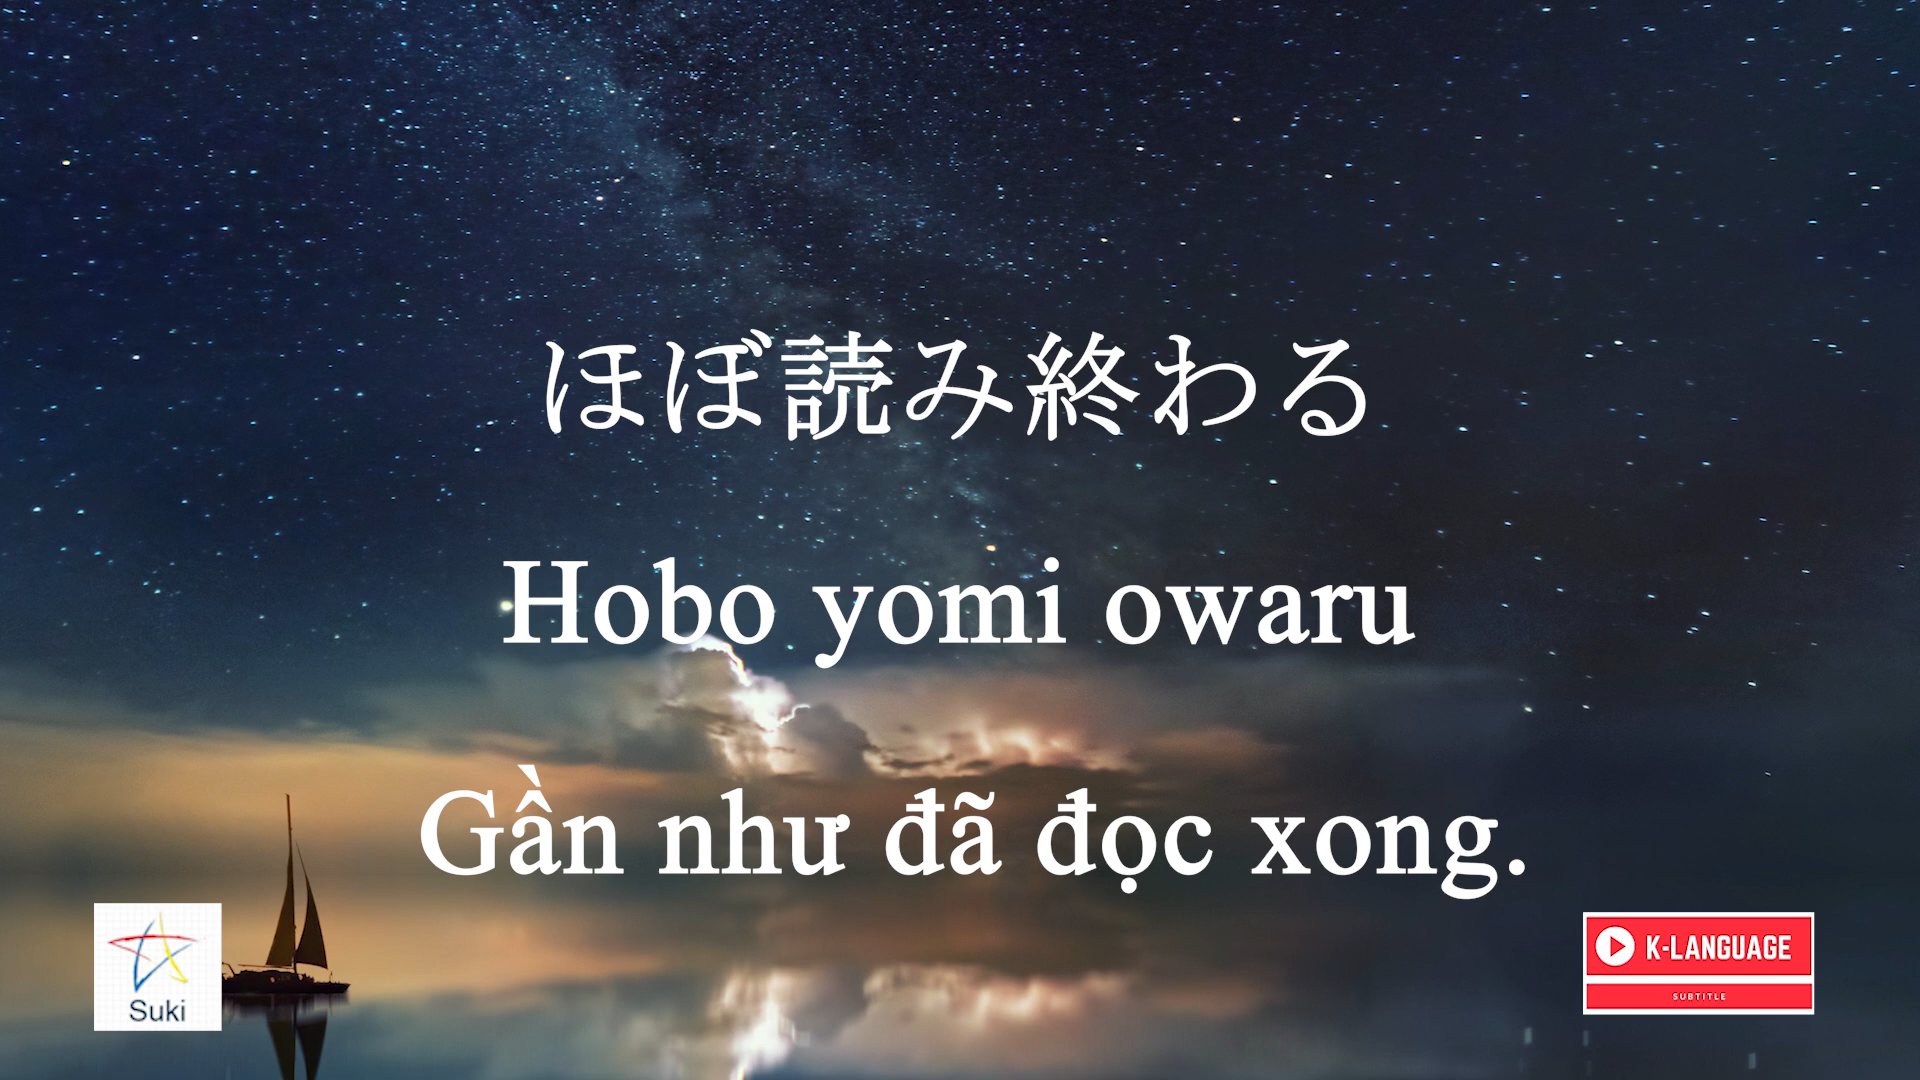 ほぼ読み終わる
Hobo yomi owaru
Gần như đã đọc xong.
Suki
K-LANGUAGE
SUBTITLE